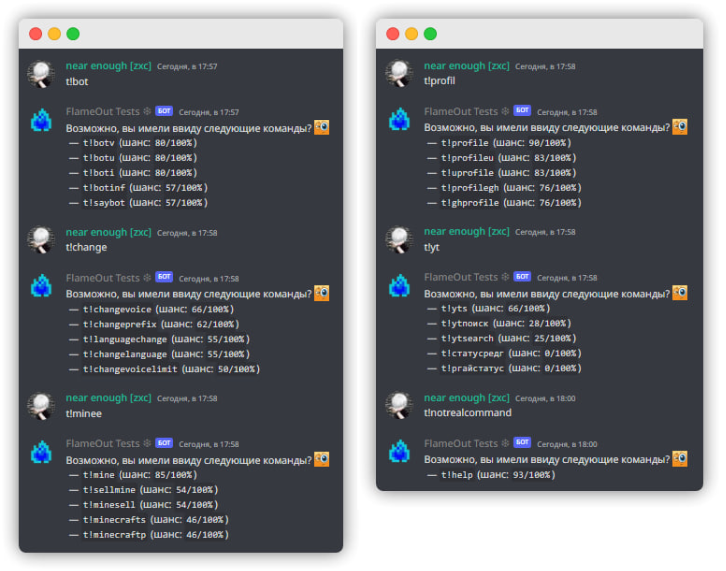 near enough [zxc] Сегодня, в 17:57
t!bot
FlameOut Tests ❄ БОТ Сегодня, в 17:57
Возможно, вы имели ввиду следующие команды?
— t!botv (шанс: 80/100%)
— t!botu (шанс: 80/100%)
— t!boti (шанс: 80/100%)
— t!botinf (шанс: 57/100%)
— t!saybot (шанс: 57/100%)
near enough [zxc] Сегодня, в 17:58
t!change
FlameOut Tests ❄ БОТ Сегодня, в 17:58
Возможно, вы имели ввиду следующие команды?
— t!changevoice (шанс: 66/100%)
— t!changeprefix (шанс: 62/100%)
— t!languagechange (шанс: 55/100%)
— t!changelanguage (шанс: 55/100%)
— t!changevoicelimit (шанс: 50/100%)
near enough [zxc] Сегодня, в 17:58
t!minee
FlameOut Tests ❄ БОТ Сегодня, в 17:58
Возможно, вы имели ввиду следующие команды?
— t!mine (шанс: 85/100%)
— t!sellmine (шанс: 54/100%)
— t!minesell (шанс: 54/100%)
— t!minecrafts (шанс: 46/100%)
— t!minecraftp (шанс: 46/100%)
near enough [zxc] Сегодня, в 17:58
t!profil
FlameOut Tests ❄ БОТ Сегодня, в 17:58
Возможно, вы имели ввиду следующие команды?
— t!profile (шанс: 90/100%)
— t!profileu (шанс: 83/100%)
— t!uprofile (шанс: 83/100%)
— t!profilegh (шанс: 76/100%)
— t!ghprofile (шанс: 76/100%)
near enough [zxc] Сегодня, в 17:58
t!yt
FlameOut Tests ❄ БОТ Сегодня, в 17:58
Возможно, вы имели ввиду следующие команды?
— t!yts (шанс: 66/100%)
— t!ytпоиск (шанс: 28/100%)
— t!ytsearch (шанс: 25/100%)
— t!статусредг (шанс: 0/100%)
— t!ргайстатус (шанс: 0/100%)
near enough [zxc] Сегодня, в 18:00
t!notrealcommand
FlameOut Tests ❄ БОТ Сегодня, в 18:00
Возможно, вы имели ввиду следующие команды?
— t!help (шанс: 93/100%)